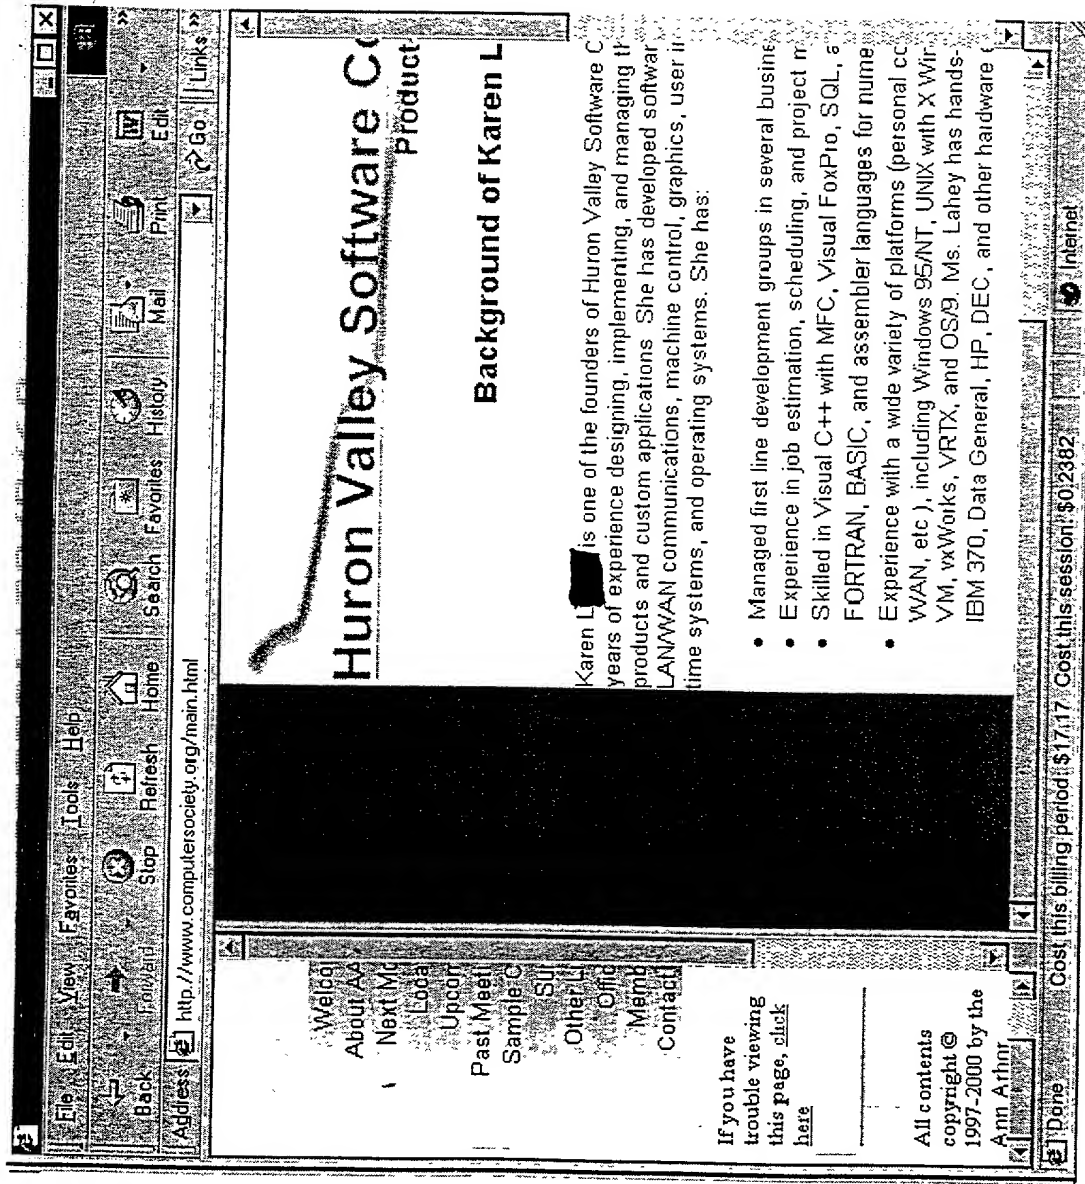 File Edit View Favorites Tools Help
Back Forward Stop Refresh Home Search Favorites History Mail Print Edit »
Address http://www.computersociety.org/main.html Go Links »
About AA
Next Mo
Upcom
Past Meeti
Sample C
Other Li
Offic
Memb
Contact
If you have
trouble viewing
this page, click
here
All contents
copyright ©
1997-2000 by the
Ann Arbor
Huron Valley Software Co
Product
Background of Karen L
Karen L is one of the founders of Huron Valley Software C
years of experience designing, implementing, and managing th
products and custom applications She has developed softwar
LAN/WAN communications, machine control, graphics, user in
time systems, and operating systems. She has:
• Managed first line development groups in several busine
• Experience in job estimation, scheduling, and project m
• Skilled in Visual C++ with MFC, Visual FoxPro, SQL, a
FORTRAN, BASIC, and assembler languages for nume
• Experience with a wide variety of platforms (personal co
WAN, etc ), including Windows 95/NT, UNIX with X Win
VM, vxWorks, VRTX, and OS/9. Ms. Lahey has hands-
IBM 370, Data General, HP, DEC, and other hardware e
Done Cost this billing period: $17.17 Cost this session: $0.2382 Internet